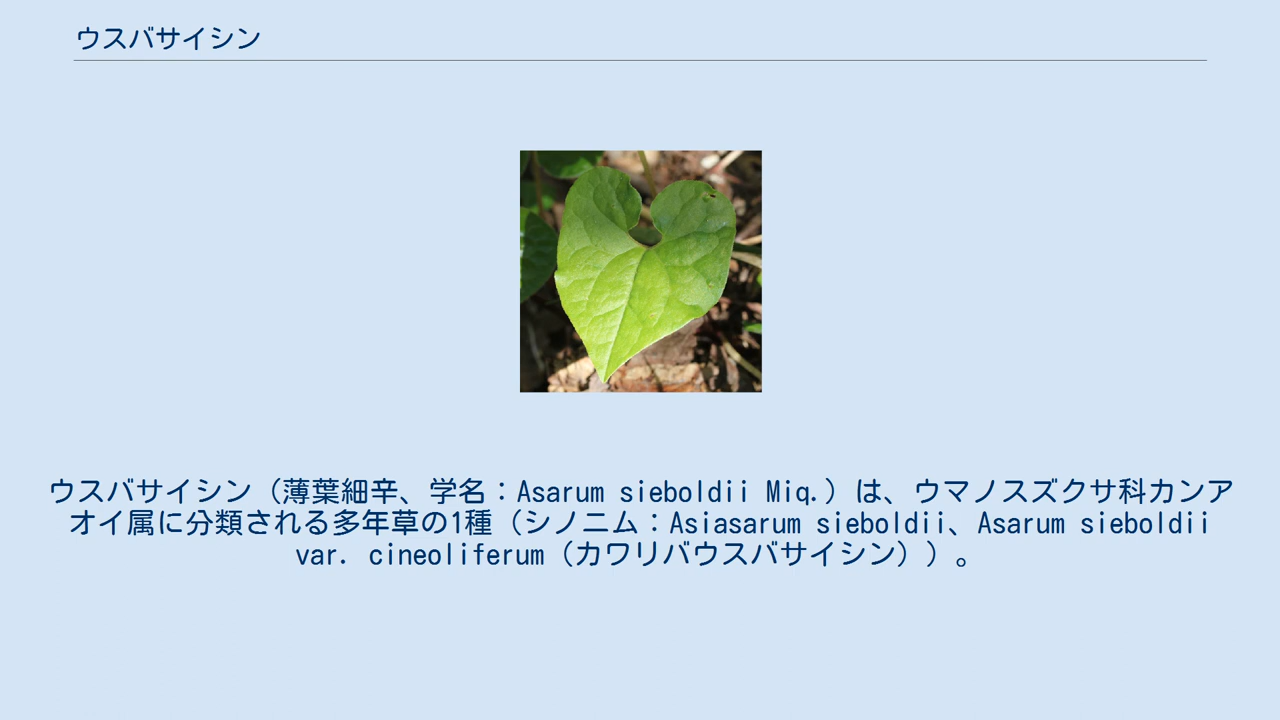 ウスバサイシン
ウスバサイシン（薄葉細辛、学名：Asarum sieboldii Miq.）は、ウマノスズクサ科カンア
オイ属に分類される多年草の1種（シノニム：Asiasarum sieboldii、Asarum sieboldii
var. cineoliferum（カワリバウスバサイシン））。